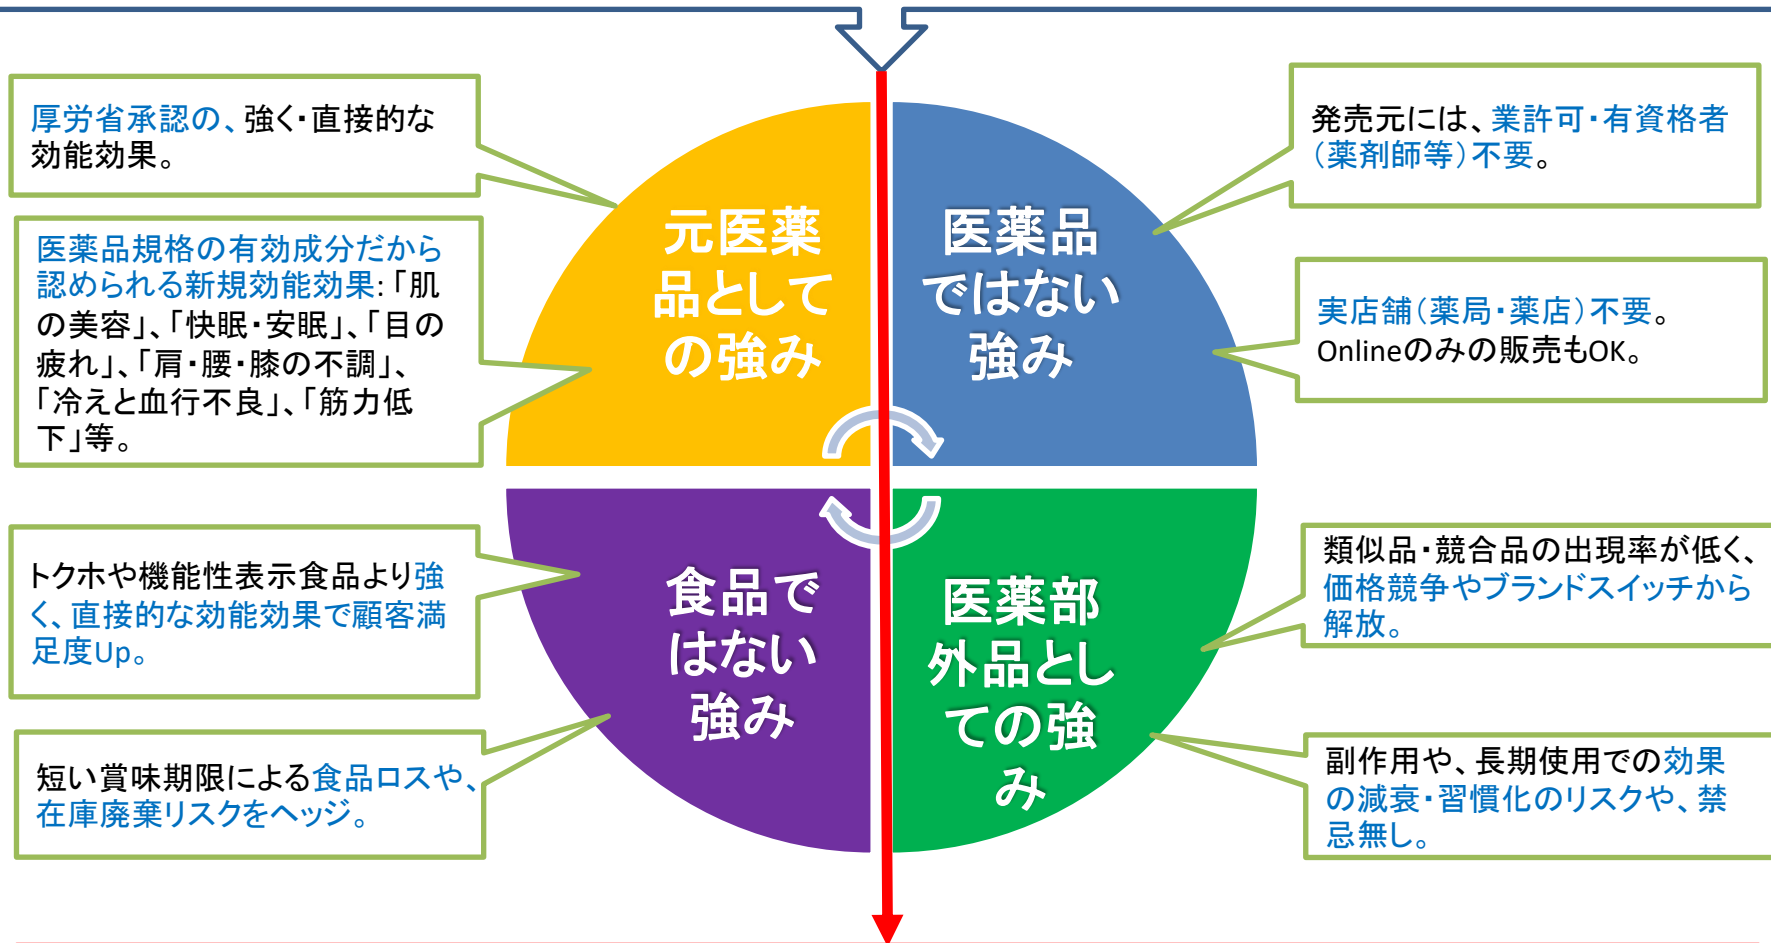 厚労省承認の、強く・直接的な
効能効果。
医薬品規格の有効成分だから
認められる新規効能効果:「肌
の美容」、「快眠・安眠」、「目の
疲れ」、「肩・腰・膝の不調」、
「冷えと血行不良」、「筋力低
下」等。
元医薬
品として
の強み
医薬品
ではない
強み
発売元には、業許可・有資格者
(薬剤師等)不要。
実店舗(薬局・薬店)不要。
Onlineのみの販売もOK。
トクホや機能性表示食品より強
く、直接的な効能効果で顧客満
足度Up。
短い賞味期限による食品ロスや、
在庫廃棄リスクをヘッジ。
食品で
はない
強み
医薬部
外品とし
ての強
み
類似品・競合品の出現率が低く、
価格競争やブランドスイッチから
解放。
副作用や、長期使用での効果
の減衰・習慣化のリスクや、禁
忌無し。